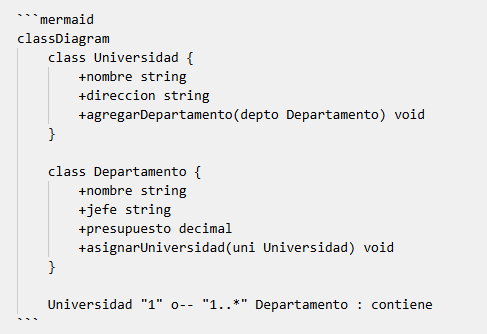 ```mermaid
classDiagram
    class Universidad {
        +nombre string
        +direccion string
        +agregarDepartamento(depto Departamento) void
    }

    class Departamento {
        +nombre string
        +jefe string
        +presupuesto decimal
        +asignarUniversidad(uni Universidad) void
    }

    Universidad "1" o-- "1..*" Departamento : contiene
```